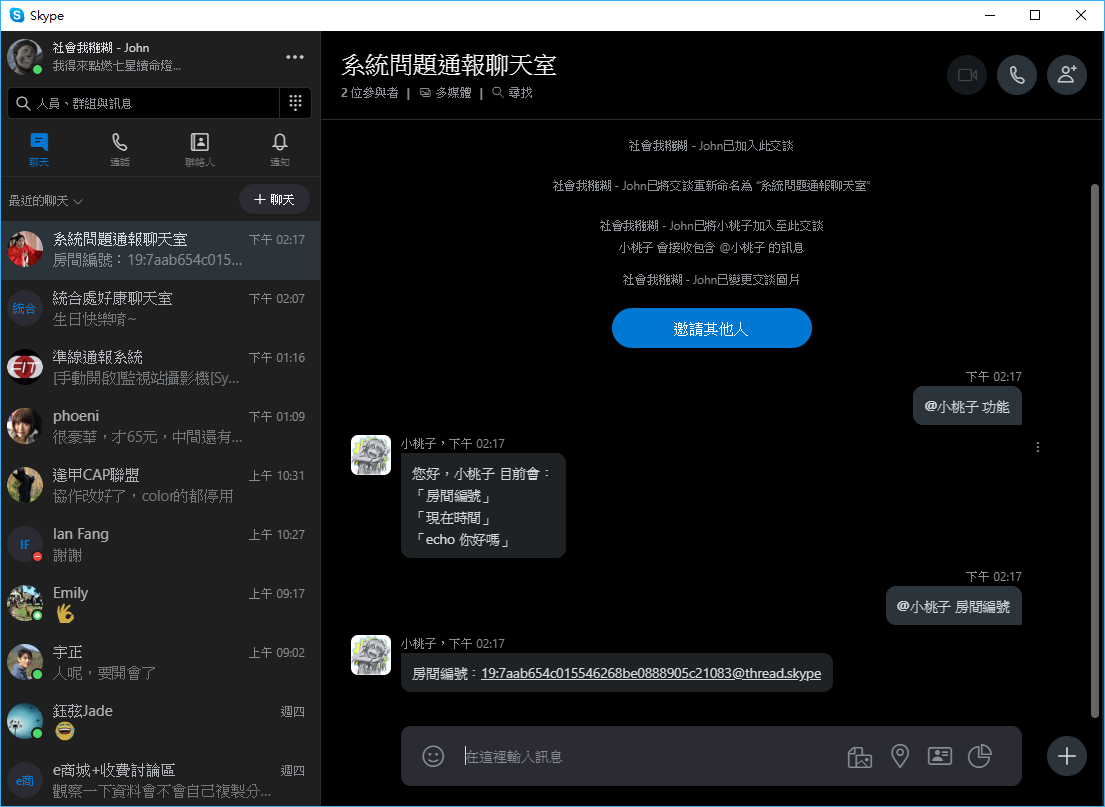 Skype
社會我糨糊 - John
我得來點燃七星讀命燈...
人員、群組與訊息
聊天
通話
聯絡人
通知
最近的聊天
聊天
系統問題通報聊天室
下午 02:17
房間編號：19:7aab654c015...
統合
統合處好康聊天室
下午 02:07
生日快樂唷~
準線通報系統
下午 01:16
[手動開啟]監視站攝影機[Sy...
phoeni
下午 01:09
很豪華，才65元，中間還有...
逢甲CAP聯盟
上午 10:31
協作改好了，color的都停用
IF
Ian Fang
上午 10:27
謝謝
Emily
上午 09:17
宇正
上午 09:02
人呢，要開會了
鈺弦Jade
週四
e商
e商城+收費討論區
週四
觀察一下資料會不會自己複製分...
系統問題通報聊天室
2 位參與者 | 多媒體 | 尋找
社會我糨糊 - John已加入此交談
社會我糨糊 - John已將交談重新命名為 “系統問題通報聊天室”
社會我糨糊 - John已將小桃子加入至此交談
小桃子 會接收包含 @小桃子 的訊息
社會我糨糊 - John已變更交談圖片
邀請其他人
下午 02:17
@小桃子 功能
小桃子，下午 02:17
您好，小桃子 目前會：
「房間編號」
「現在時間」
「echo 你好嗎」
下午 02:17
@小桃子 房間編號
小桃子，下午 02:17
房間編號：19:7aab654c015546268be0888905c21083@thread.skype
在這裡輸入訊息